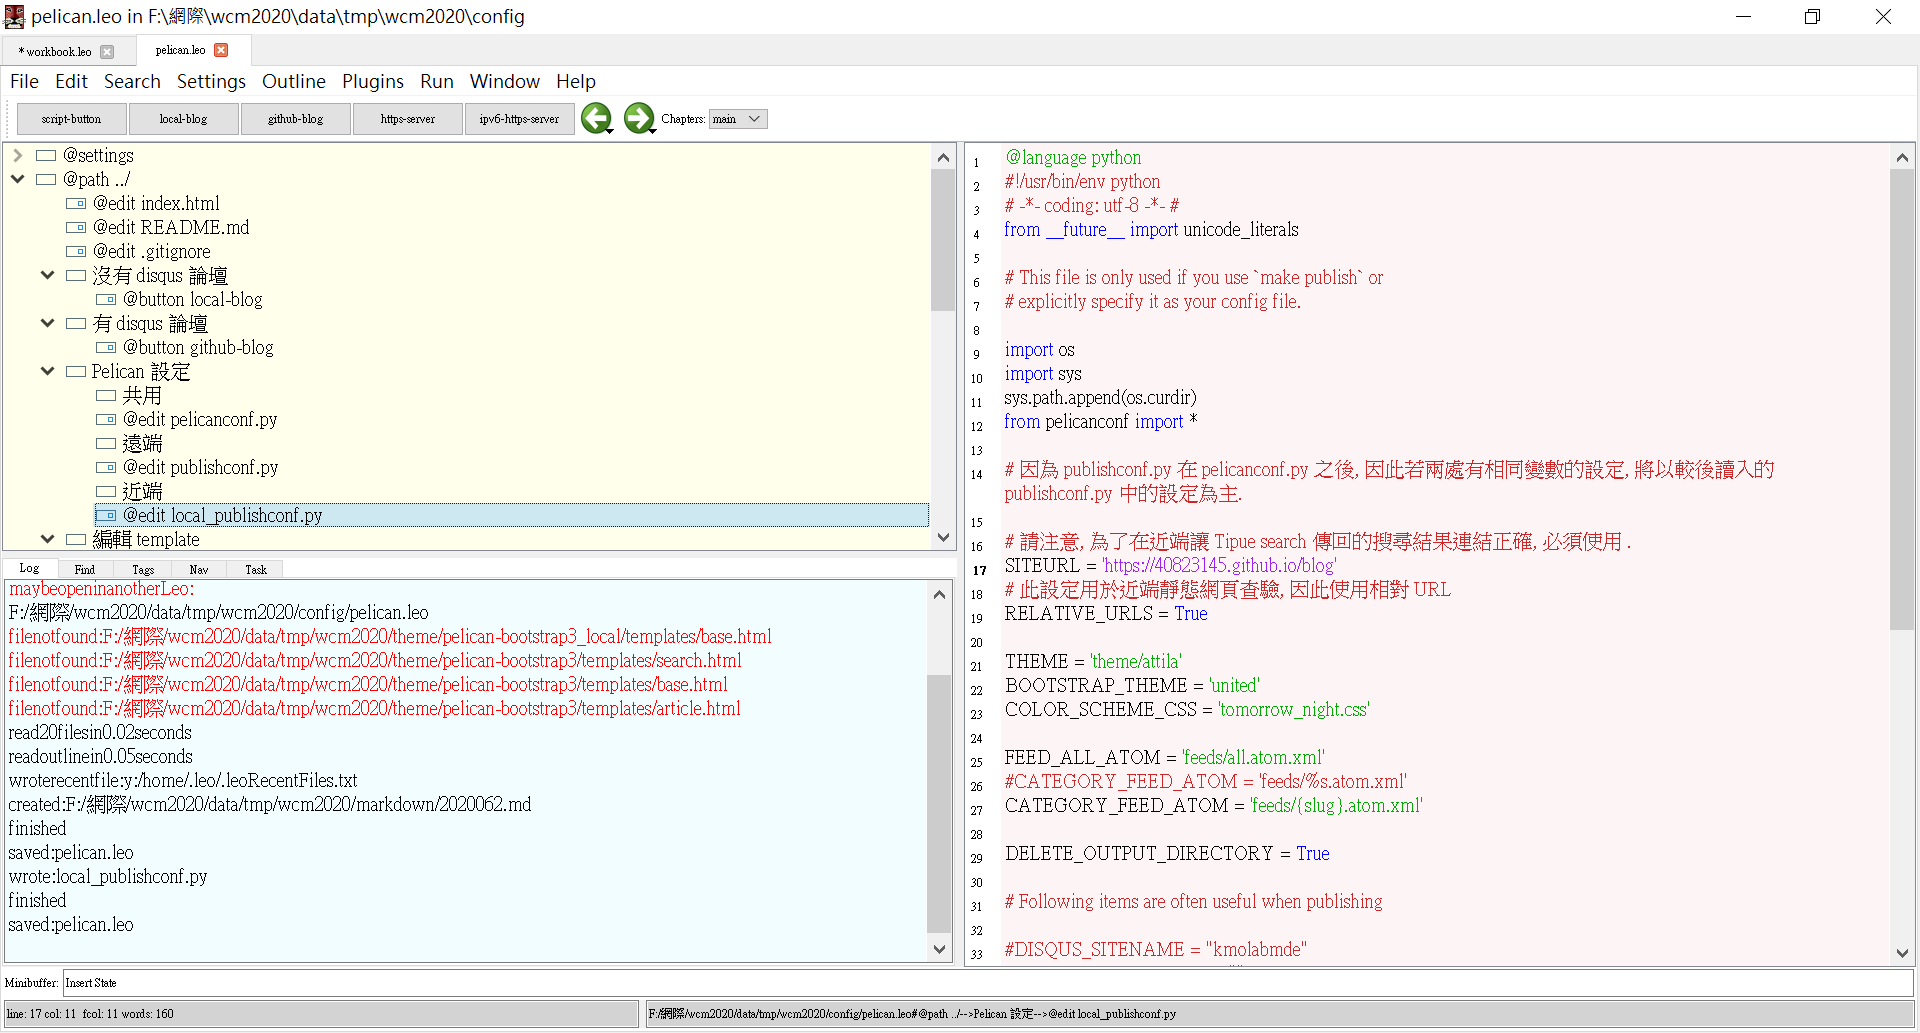 pelican.leo in F:\網際\wcm2020\data\tmp\wcm2020\config
* workbook.leo
pelican.leo
File Edit Search Settings Outline Plugins Run Window Help
script-button local-blog github-blog https-server ipv6-https-server Chapters: main
@settings
@path ../
@edit index.html
@edit README.md
@edit .gitignore
沒有 disqus 論壇
@button local-blog
有 disqus 論壇
@button github-blog
Pelican 設定
共用
@edit pelicanconf.py
遠端
@edit publishconf.py
近端
@edit local_publishconf.py
編輯 template
Log Find Tags Nav Task
maybeopeninanotherLeo:
F:/網際/wcm2020/data/tmp/wcm2020/config/pelican.leo
filenotfound:F:/網際/wcm2020/data/tmp/wcm2020/theme/pelican-bootstrap3_local/templates/base.html
filenotfound:F:/網際/wcm2020/data/tmp/wcm2020/theme/pelican-bootstrap3/templates/search.html
filenotfound:F:/網際/wcm2020/data/tmp/wcm2020/theme/pelican-bootstrap3/templates/base.html
filenotfound:F:/網際/wcm2020/data/tmp/wcm2020/theme/pelican-bootstrap3/templates/article.html
read20filesin0.02seconds
readoutlinein0.05seconds
wroterecentfile:y:/home/.leo/.leoRecentFiles.txt
created:F:/網際/wcm2020/data/tmp/wcm2020/markdown/2020062.md
finished
saved:pelican.leo
wrote:local_publishconf.py
finished
saved:pelican.leo
1 @language python
2 #!/usr/bin/env python
3 # -*- coding: utf-8 -*- #
4 from __future__ import unicode_literals
5
6 # This file is only used if you use `make publish` or
7 # explicitly specify it as your config file.
8
9 import os
10 import sys
11 sys.path.append(os.curdir)
12 from pelicanconf import *
13
14 # 因為 publishconf.py 在 pelicanconf.py 之後, 因此若兩處有相同變數的設定, 將以較後讀入的
publishconf.py 中的設定為主.
15
16 # 請注意, 為了在近端讓 Tipue search 傳回的搜尋結果連結正確, 必須使用 .
17 SITEURL = 'https://40823145.github.io/blog'
18 # 此設定用於近端靜態網頁查驗, 因此使用相對 URL
19 RELATIVE_URLS = True
20
21 THEME = 'theme/attila'
22 BOOTSTRAP_THEME = 'united'
23 COLOR_SCHEME_CSS = 'tomorrow_night.css'
24
25 FEED_ALL_ATOM = 'feeds/all.atom.xml'
26 #CATEGORY_FEED_ATOM = 'feeds/%s.atom.xml'
27 CATEGORY_FEED_ATOM = 'feeds/{slug}.atom.xml'
28
29 DELETE_OUTPUT_DIRECTORY = True
30
31 # Following items are often useful when publishing
32
33 #DISQUS_SITENAME = "kmolabmde"
Minibuffer: Insert State
line: 17 col: 11 fcol: 11 words: 160
F:/網際/wcm2020/data/tmp/wcm2020/config/pelican.leo#@path ../-->Pelican 設定-->@edit local_publishconf.py